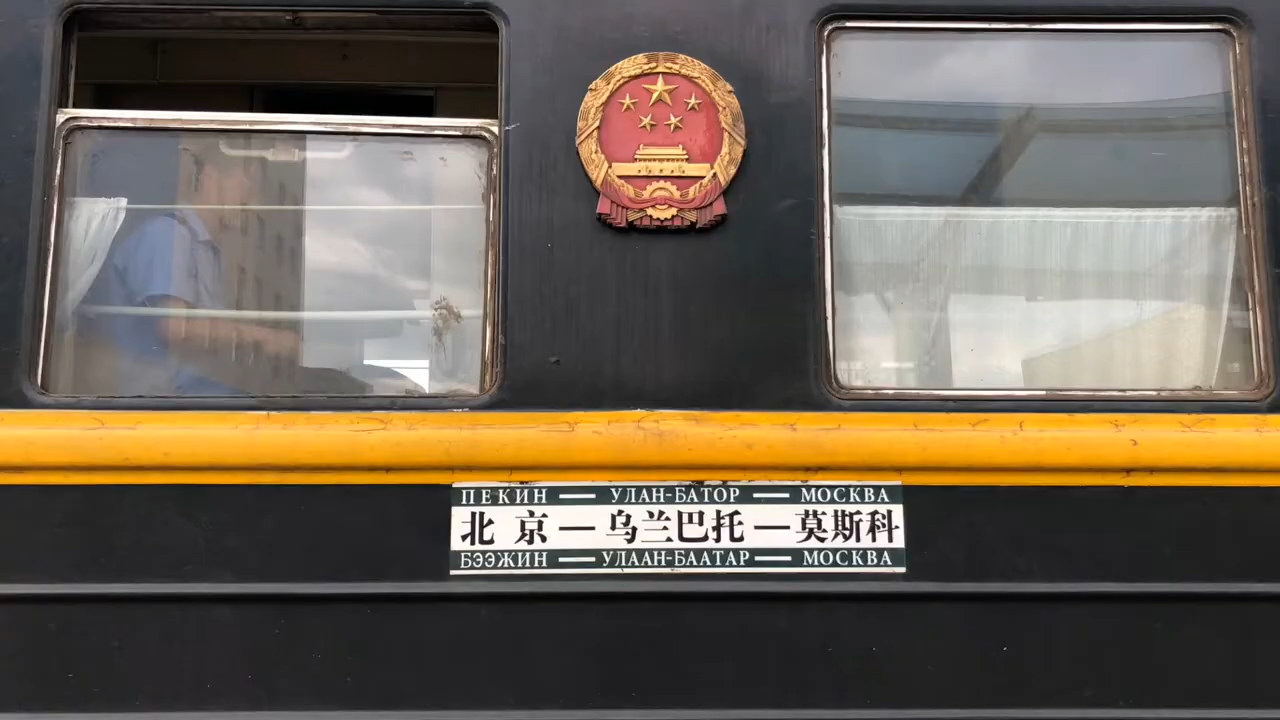 ПЕКИН — УЛАН-БАТОР — МОСКВА
北京—乌兰巴托—莫斯科
БЭЭЖИН — УЛААН-БААТАР — МОСКВА